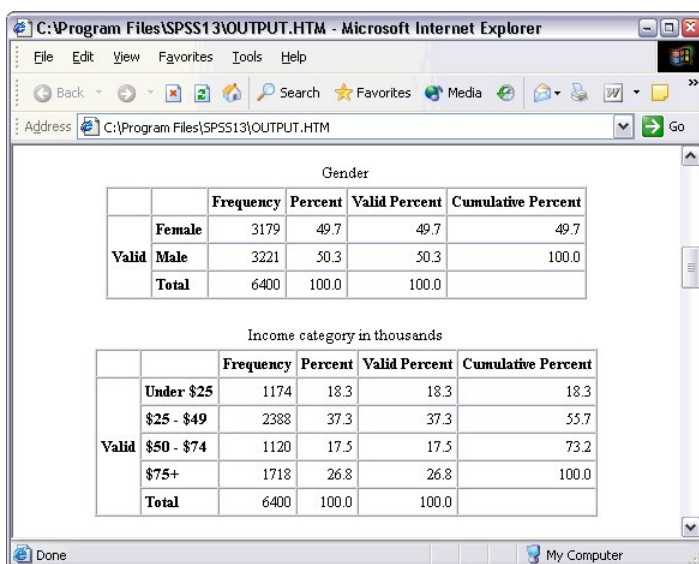 C:\Program Files\SPSS13\OUTPUT.HTM - Microsoft Internet Explorer
File Edit View Favorites Tools Help
Back Search Favorites Media »
Address C:\Program Files\SPSS13\OUTPUT.HTM Go
Gender
Frequency Percent Valid Percent Cumulative Percent
Valid Female 3179 49.7 49.7 49.7
Male 3221 50.3 50.3 100.0
Total 6400 100.0 100.0
Income category in thousands
Frequency Percent Valid Percent Cumulative Percent
Valid Under $25 1174 18.3 18.3 18.3
$25 - $49 2388 37.3 37.3 55.7
$50 - $74 1120 17.5 17.5 73.2
$75+ 1718 26.8 26.8 100.0
Total 6400 100.0 100.0
Done My Computer